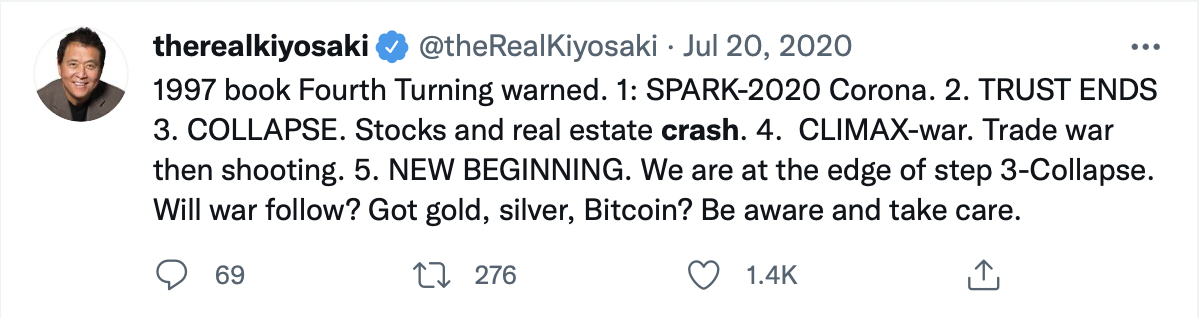 therealkiyosaki @theRealKiyosaki · Jul 20, 2020
1997 book Fourth Turning warned. 1: SPARK-2020 Corona. 2. TRUST ENDS
3. COLLAPSE. Stocks and real estate crash. 4.  CLIMAX-war. Trade war
then shooting. 5. NEW BEGINNING. We are at the edge of step 3-Collapse.
Will war follow? Got gold, silver, Bitcoin? Be aware and take care.
69 276 1.4K